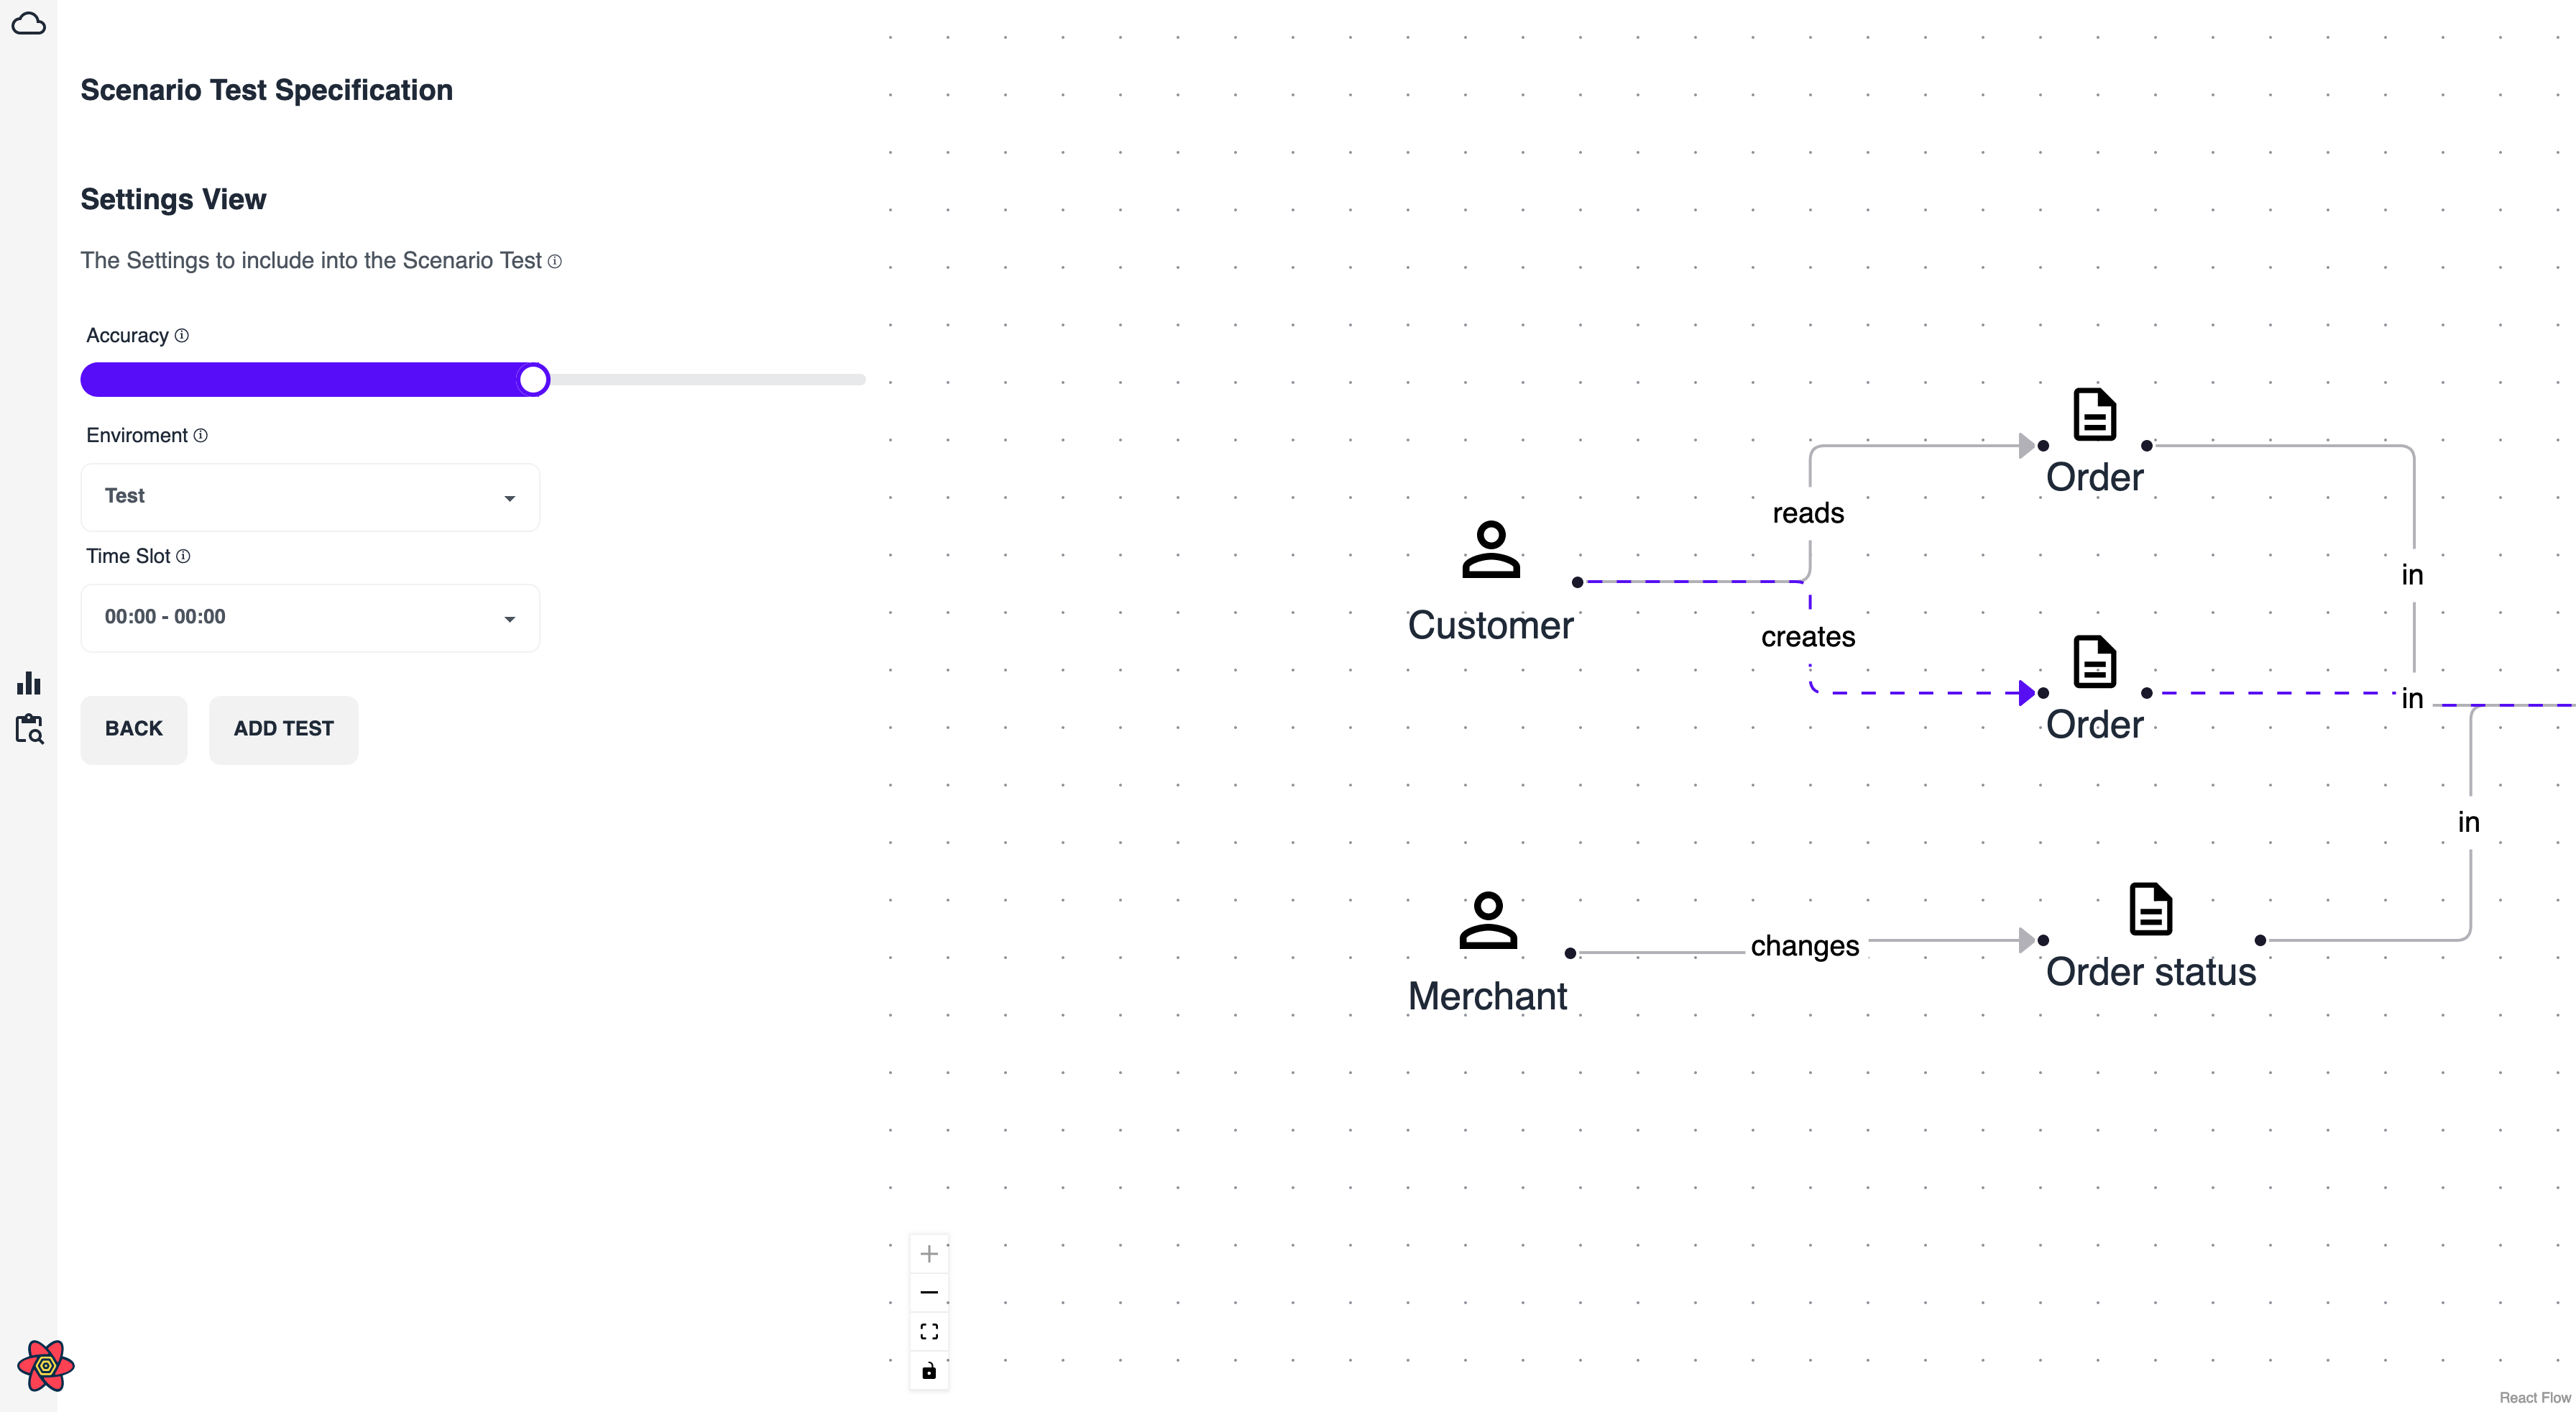 Scenario Test Specification
Settings View
The Settings to include into the Scenario Test
Accuracy
Enviroment
Test
Time Slot
00:00 - 00:00
BACK
ADD TEST
Order
reads
in
Customer
creates
in
Order
in
changes
Order status
Merchant
React Flow